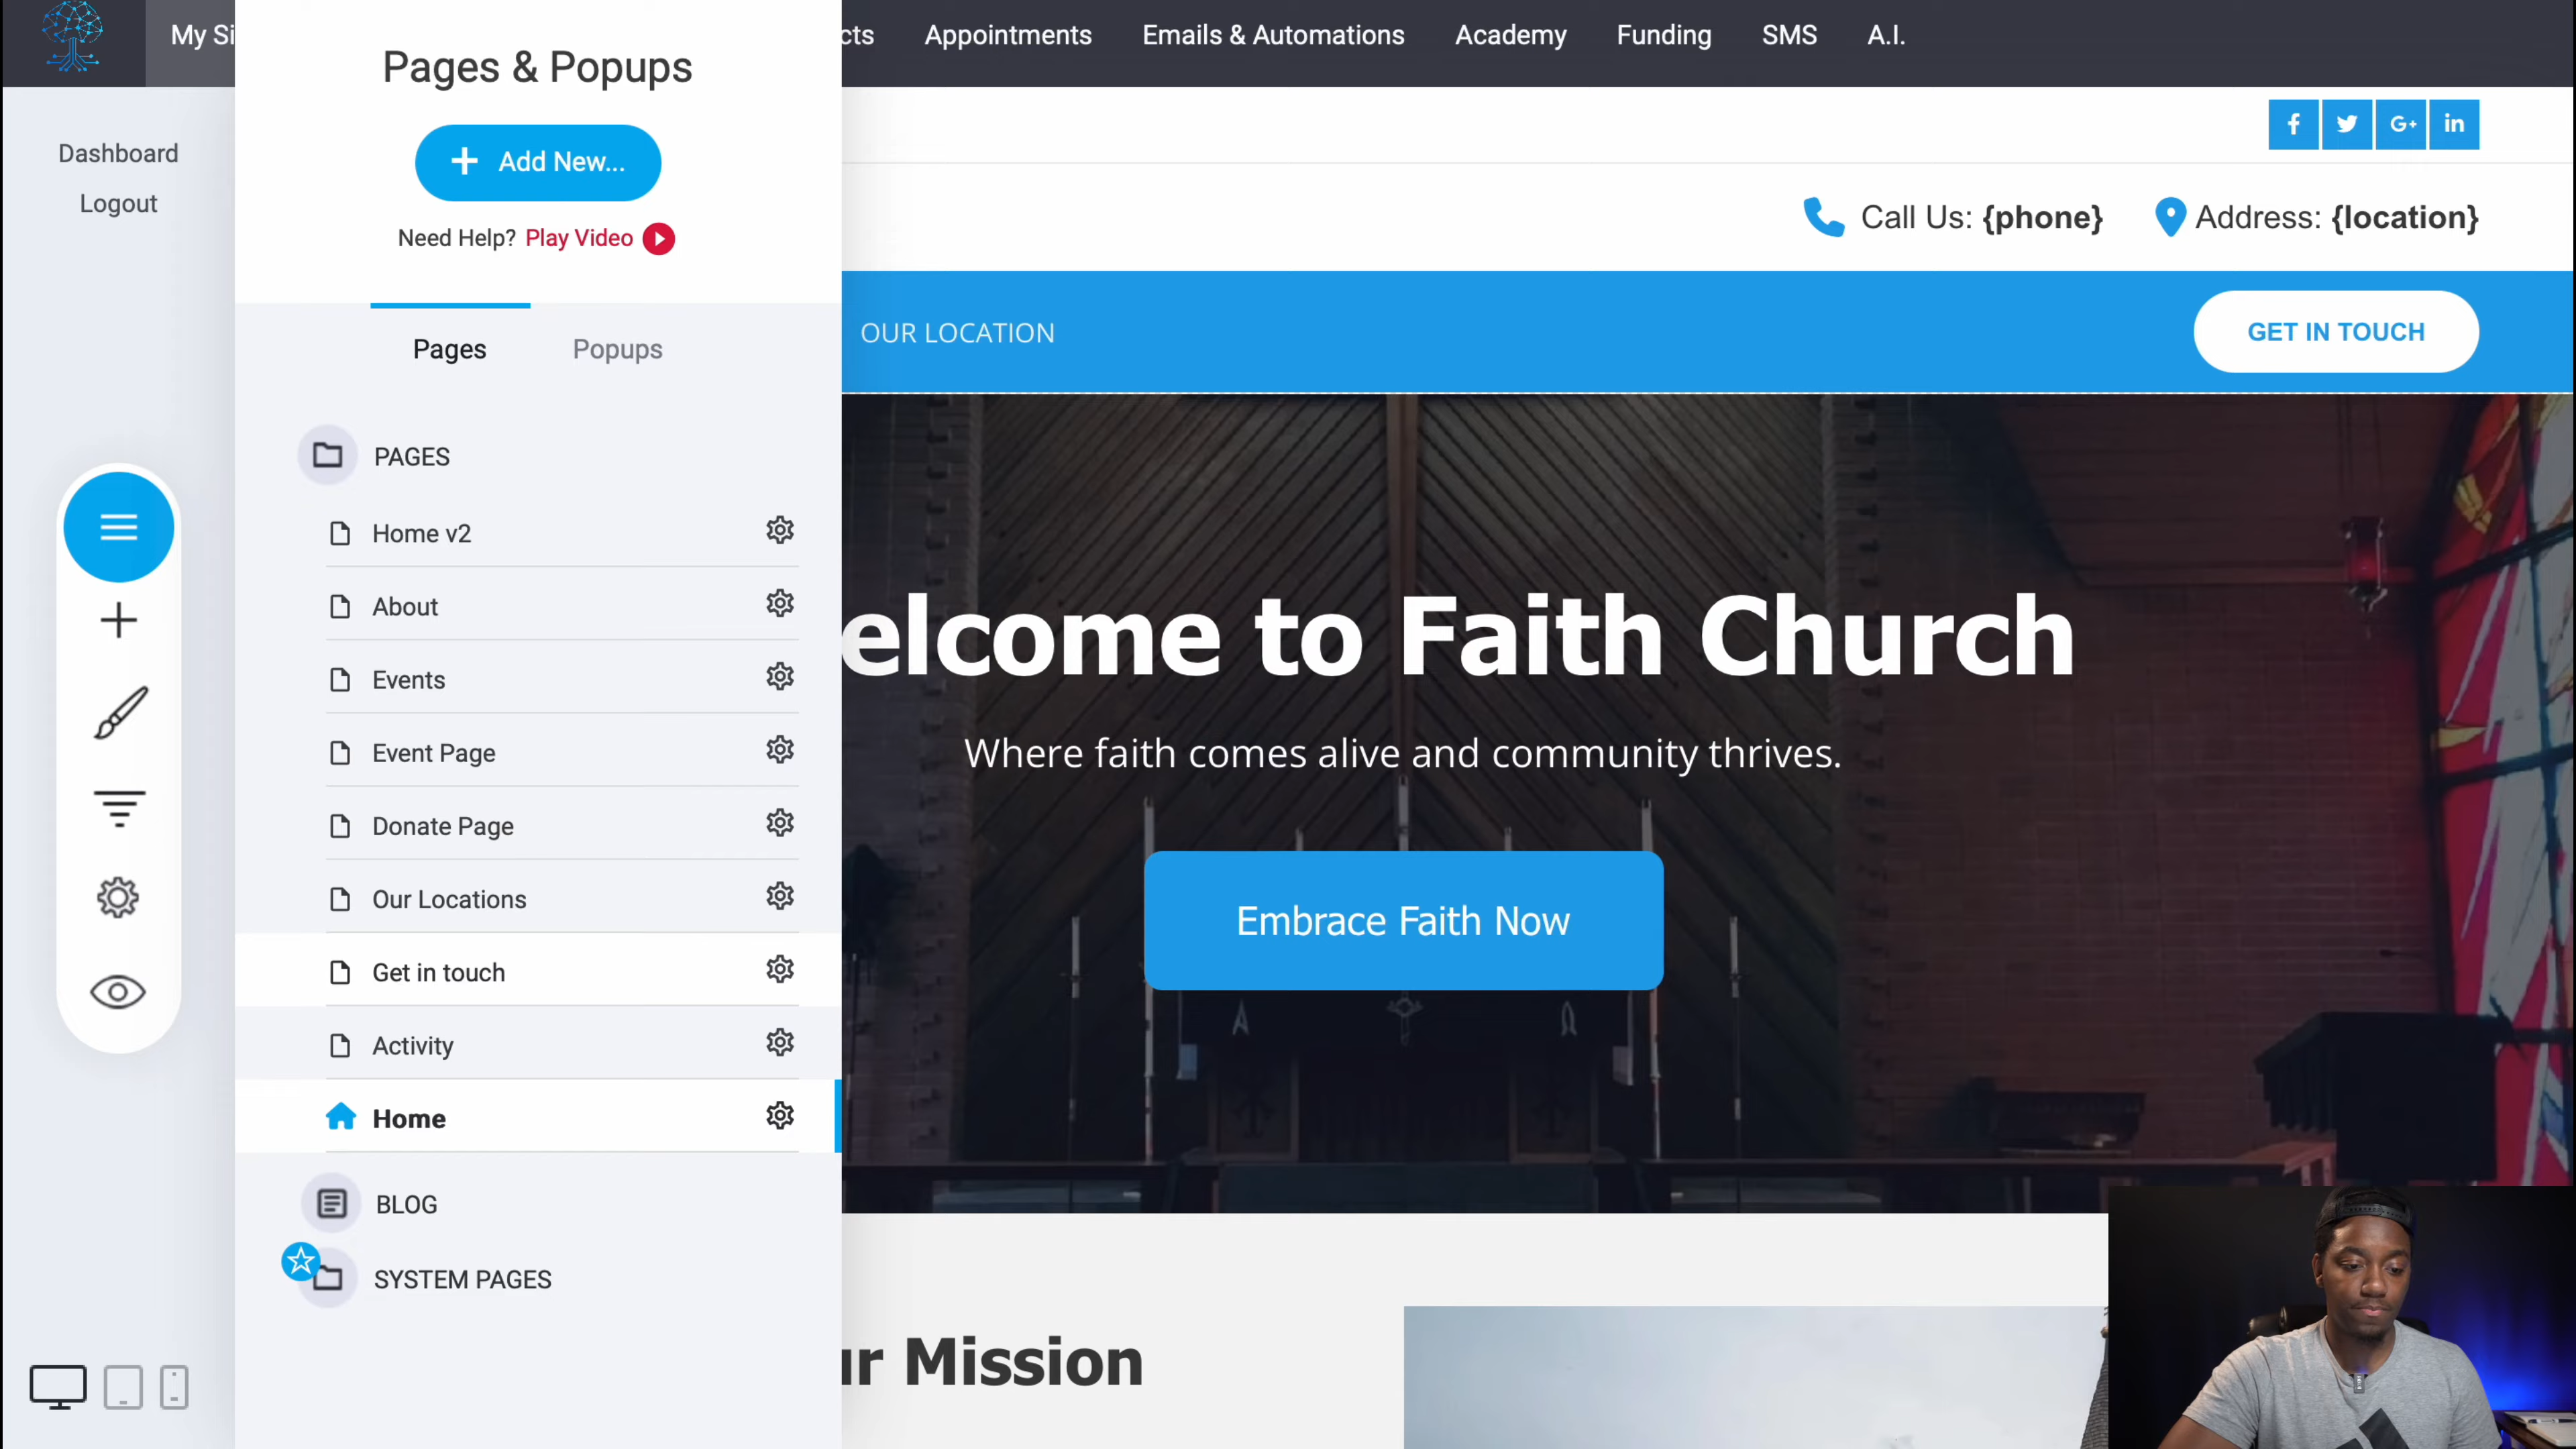 My Si
cts
Appointments
Emails & Automations
Academy
Funding
SMS
A.I.
Dashboard
Logout
Pages & Popups
+ Add New...
Need Help? Play Video
Pages
Popups
PAGES
Home v2
About
Events
Event Page
Donate Page
Our Locations
Get in touch
Activity
Home
BLOG
SYSTEM PAGES
f
G+
in
Call Us: {phone}
Address: {location}
OUR LOCATION
GET IN TOUCH
elcome to Faith Church
Where faith comes alive and community thrives.
Embrace Faith Now
ur Mission